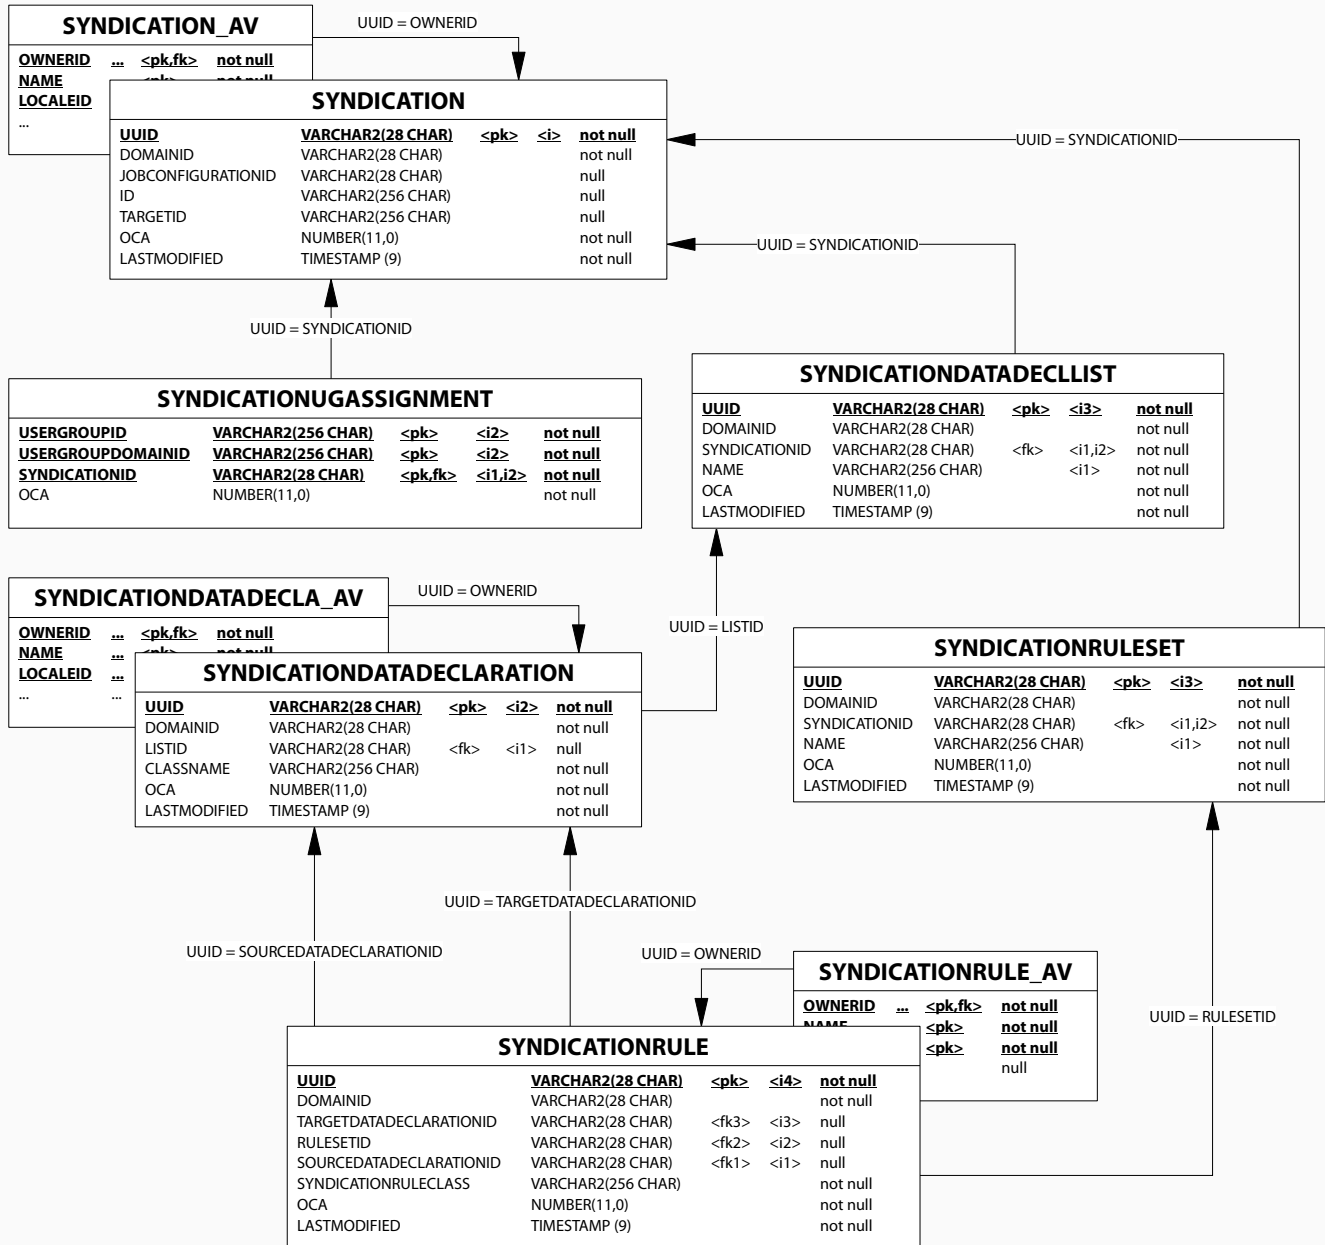 SYNDICATION_AV
UUID = OWNERID
OWNERID ... <pk,fk> not null
NAME
LOCALEID
...
SYNDICATION
UUID VARCHAR2(28 CHAR) <pk> <i> not null
DOMAINID VARCHAR2(28 CHAR) not null
JOBCONFIGURATIONID VARCHAR2(28 CHAR) null
ID VARCHAR2(256 CHAR) null
TARGETID VARCHAR2(256 CHAR) null
OCA NUMBER(11,0) not null
LASTMODIFIED TIMESTAMP (9) not null
UUID = SYNDICATIONID
UUID = SYNDICATIONID
UUID = SYNDICATIONID
SYNDICATIONUGASSIGNMENT
USERGROUPID VARCHAR2(256 CHAR) <pk> <i2> not null
USERGROUPDOMAINID VARCHAR2(256 CHAR) <pk> <i2> not null
SYNDICATIONID VARCHAR2(28 CHAR) <pk,fk> <i1,i2> not null
OCA NUMBER(11,0) not null
SYNDICATIONDATADECLLIST
UUID VARCHAR2(28 CHAR) <pk> <i3> not null
DOMAINID VARCHAR2(28 CHAR) not null
SYNDICATIONID VARCHAR2(28 CHAR) <fk> <i1,i2> not null
NAME VARCHAR2(256 CHAR) <i1> not null
OCA NUMBER(11,0) not null
LASTMODIFIED TIMESTAMP (9) not null
SYNDICATIONDATADECLA_AV
UUID = OWNERID
OWNERID ... <pk,fk> not null
NAME ...
LOCALEID ...
... ...
UUID = LISTID
SYNDICATIONDATADECLARATION
UUID VARCHAR2(28 CHAR) <pk> <i2> not null
DOMAINID VARCHAR2(28 CHAR) not null
LISTID VARCHAR2(28 CHAR) <fk> <i1> null
CLASSNAME VARCHAR2(256 CHAR) not null
OCA NUMBER(11,0) not null
LASTMODIFIED TIMESTAMP (9) not null
SYNDICATIONRULESET
UUID VARCHAR2(28 CHAR) <pk> <i3> not null
DOMAINID VARCHAR2(28 CHAR) not null
SYNDICATIONID VARCHAR2(28 CHAR) <fk> <i1,i2> not null
NAME VARCHAR2(256 CHAR) <i1> not null
OCA NUMBER(11,0) not null
LASTMODIFIED TIMESTAMP (9) not null
UUID = TARGETDATADECLARATIONID
UUID = SOURCEDATADECLARATIONID
UUID = OWNERID
UUID = RULESETID
SYNDICATIONRULE_AV
OWNERID ... <pk,fk> not null
NAME <pk> not null
<pk> not null
null
SYNDICATIONRULE
UUID VARCHAR2(28 CHAR) <pk> <i4> not null
DOMAINID VARCHAR2(28 CHAR) not null
TARGETDATADECLARATIONID VARCHAR2(28 CHAR) <fk3> <i3> null
RULESETID VARCHAR2(28 CHAR) <fk2> <i2> null
SOURCEDATADECLARATIONID VARCHAR2(28 CHAR) <fk1> <i1> null
SYNDICATIONRULECLASS VARCHAR2(256 CHAR) not null
OCA NUMBER(11,0) not null
LASTMODIFIED TIMESTAMP (9) not null